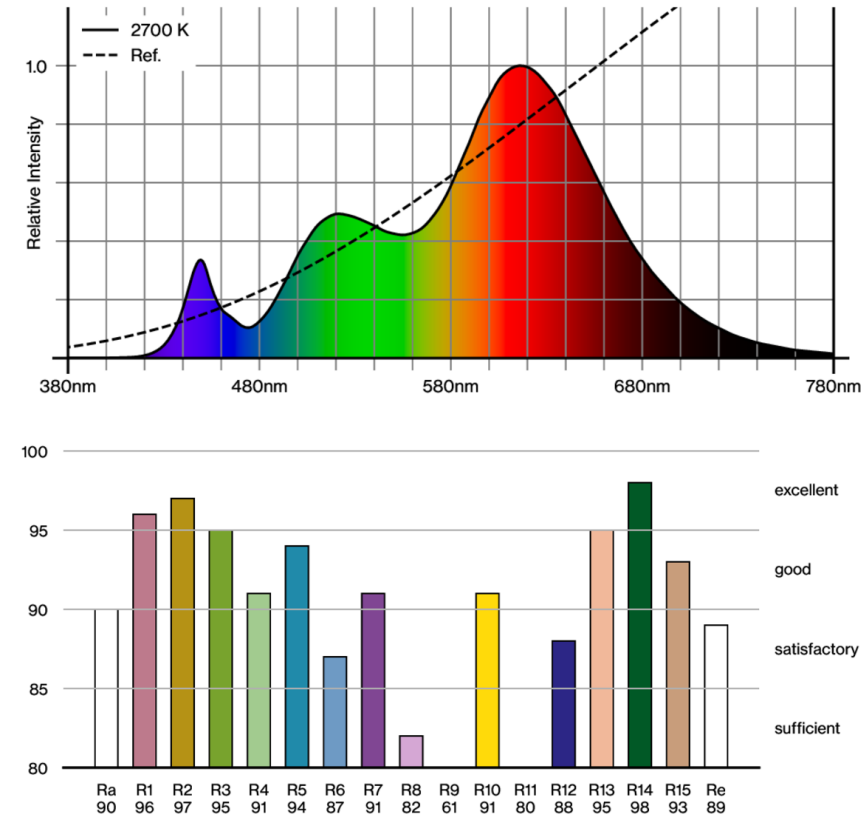 2700 K
Ref.
1.0
Relative Intensity
380nm 480nm 580nm 680nm 780nm
100
excellent
95
good
90
satisfactory
85
sufficient
80
Ra R1 R2 R3 R4 R5 R6 R7 R8 R9 R10 R11 R12 R13 R14 R15 Re
90 96 97 95 91 94 87 91 82 61 91 80 88 95 98 93 89